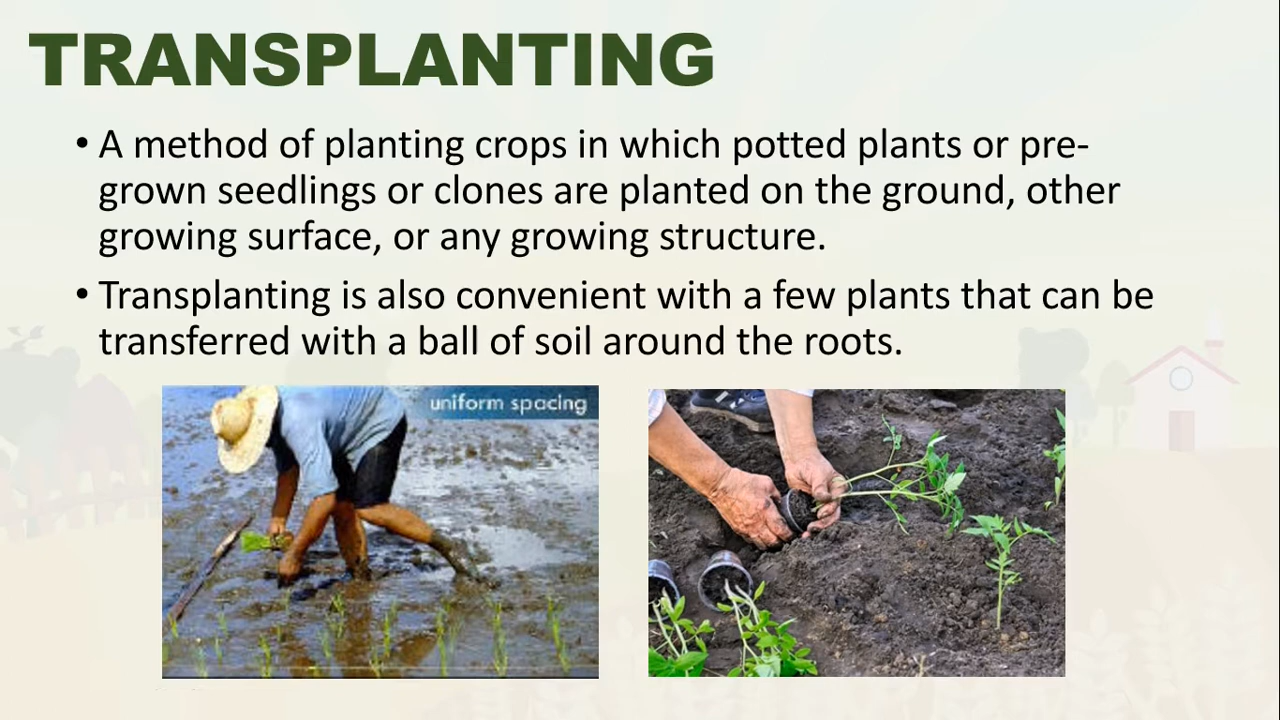 TRANSPLANTING
• A method of planting crops in which potted plants or pre-
grown seedlings or clones are planted on the ground, other
growing surface, or any growing structure.
• Transplanting is also convenient with a few plants that can be
transferred with a ball of soil around the roots.
uniform spacing